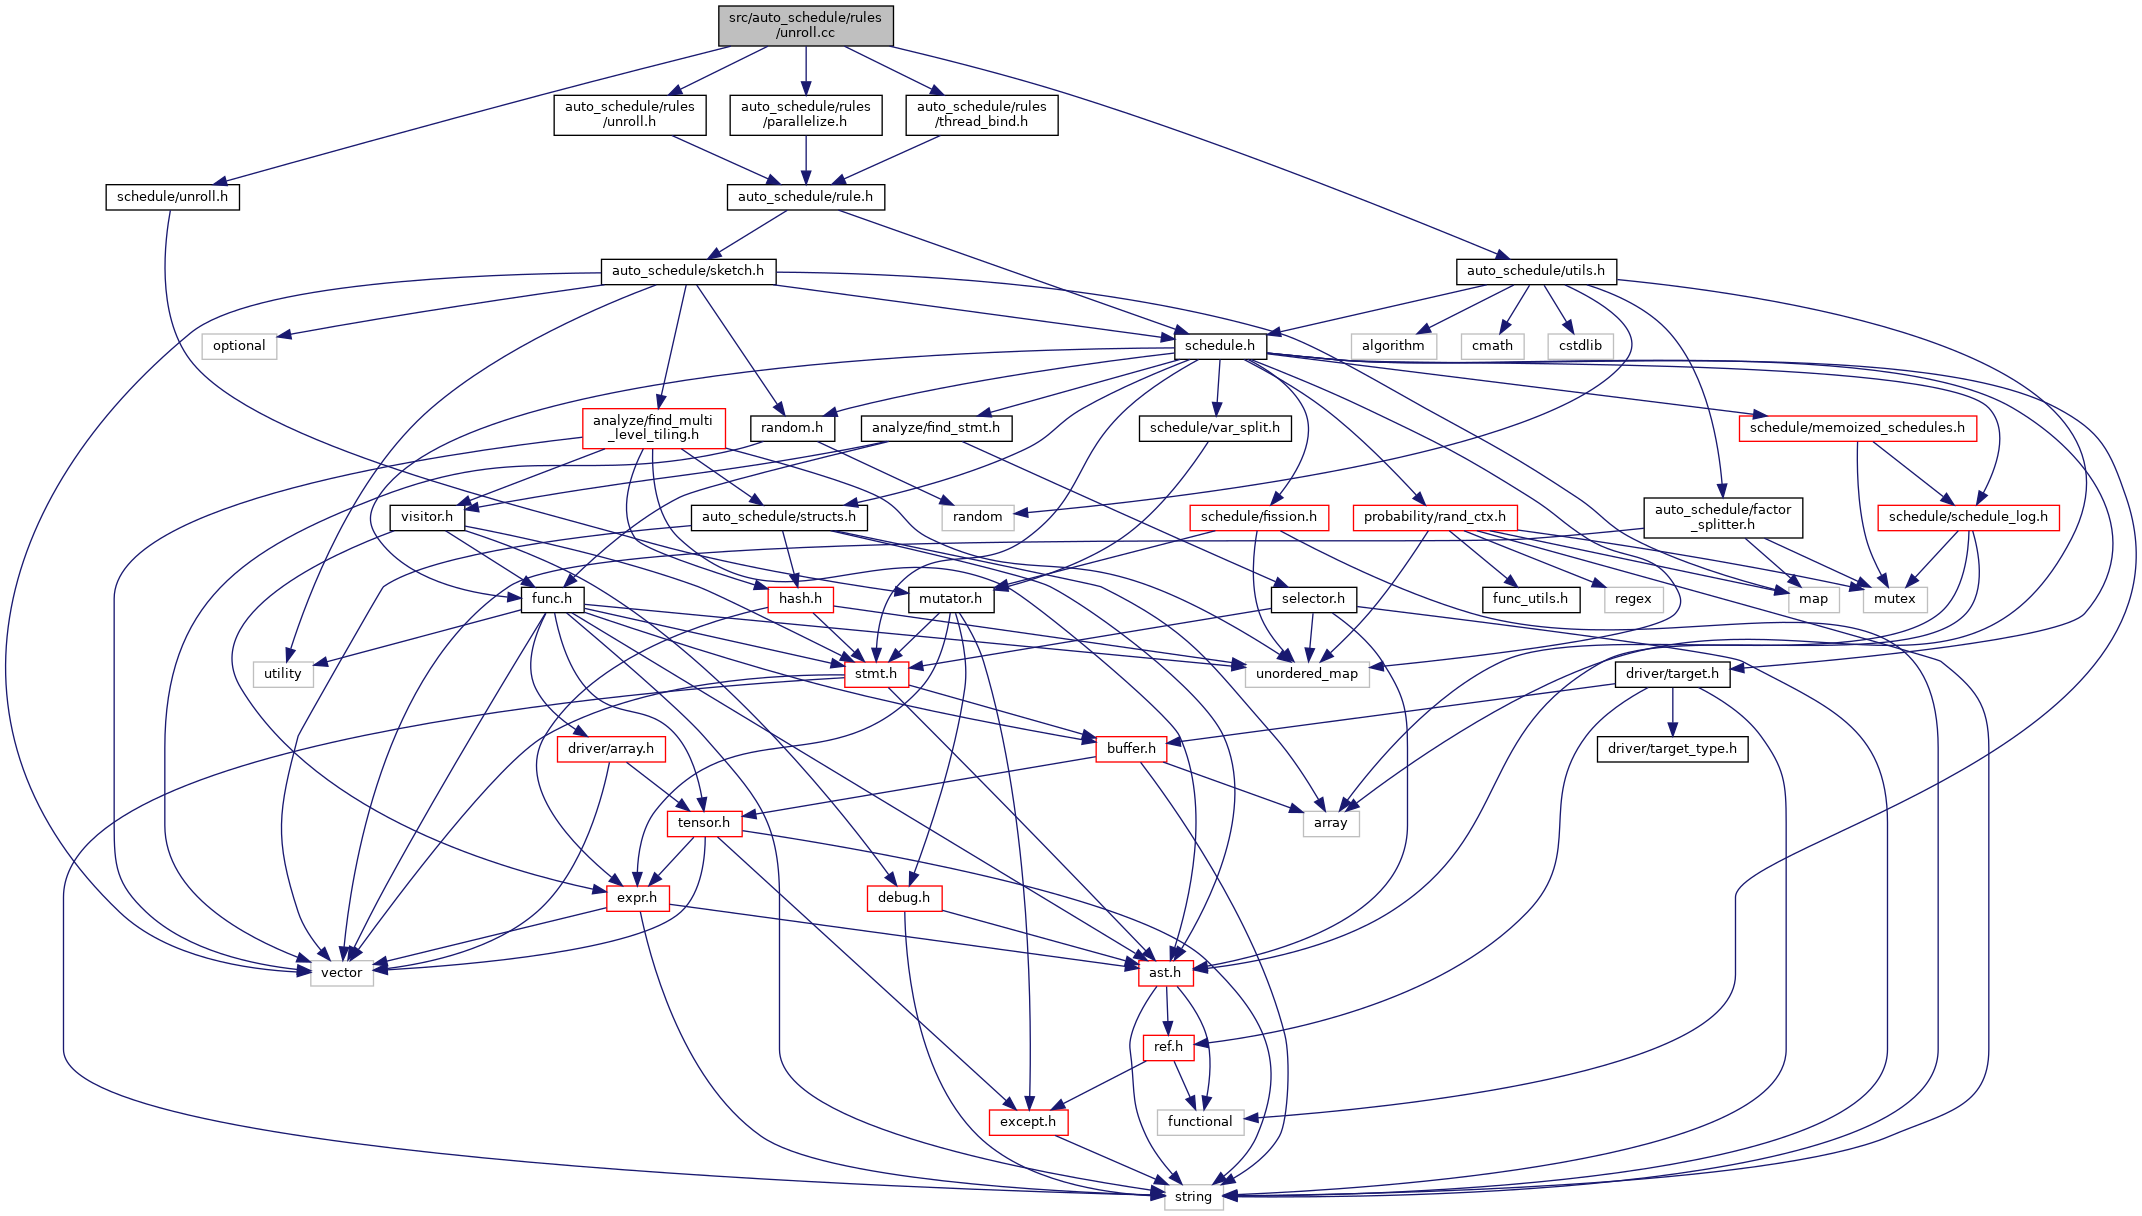 src/auto_schedule/rules
/unroll.cc
auto_schedule/rules
/unroll.h
auto_schedule/rules
/parallelize.h
auto_schedule/rules
/thread_bind.h
schedule/unroll.h
auto_schedule/rule.h
auto_schedule/sketch.h
auto_schedule/utils.h
optional
schedule.h
algorithm
cmath
cstdlib
analyze/find_multi
_level_tiling.h
random.h
analyze/find_stmt.h
schedule/var_split.h
schedule/memoized_schedules.h
visitor.h
auto_schedule/structs.h
random
schedule/fission.h
probability/rand_ctx.h
auto_schedule/factor
_splitter.h
schedule/schedule_log.h
func.h
hash.h
mutator.h
selector.h
func_utils.h
regex
map
mutex
utility
stmt.h
unordered_map
driver/target.h
driver/array.h
buffer.h
driver/target_type.h
tensor.h
array
expr.h
debug.h
vector
ast.h
ref.h
except.h
functional
string